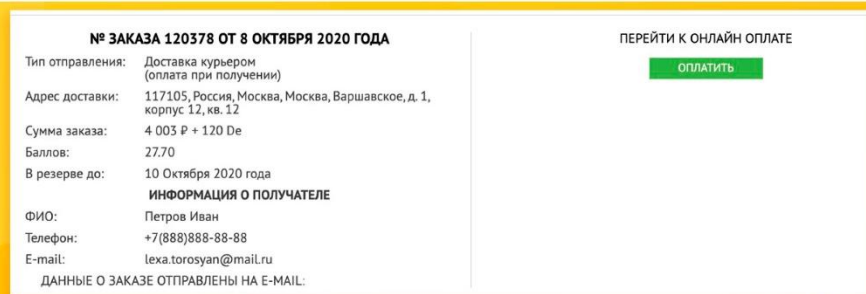 № ЗАКАЗА 120378 ОТ 8 ОКТЯБРЯ 2020 ГОДА
Тип отправления: Доставка курьером
(оплата при получении)
Адрес доставки: 117105, Россия, Москва, Москва, Варшавское, д. 1,
корпус 12, кв. 12
Сумма заказа: 4 003 ₽ + 120 De
Баллов: 27.70
В резерве до: 10 Октября 2020 года
ИНФОРМАЦИЯ О ПОЛУЧАТЕЛЕ
ФИО: Петров Иван
Телефон: +7(888)888-88-88
E-mail: lexa.torosyan@mail.ru
ДАННЫЕ О ЗАКАЗЕ ОТПРАВЛЕНЫ НА E-MAIL:
ПЕРЕЙТИ К ОНЛАЙН ОПЛАТЕ
ОПЛАТИТЬ